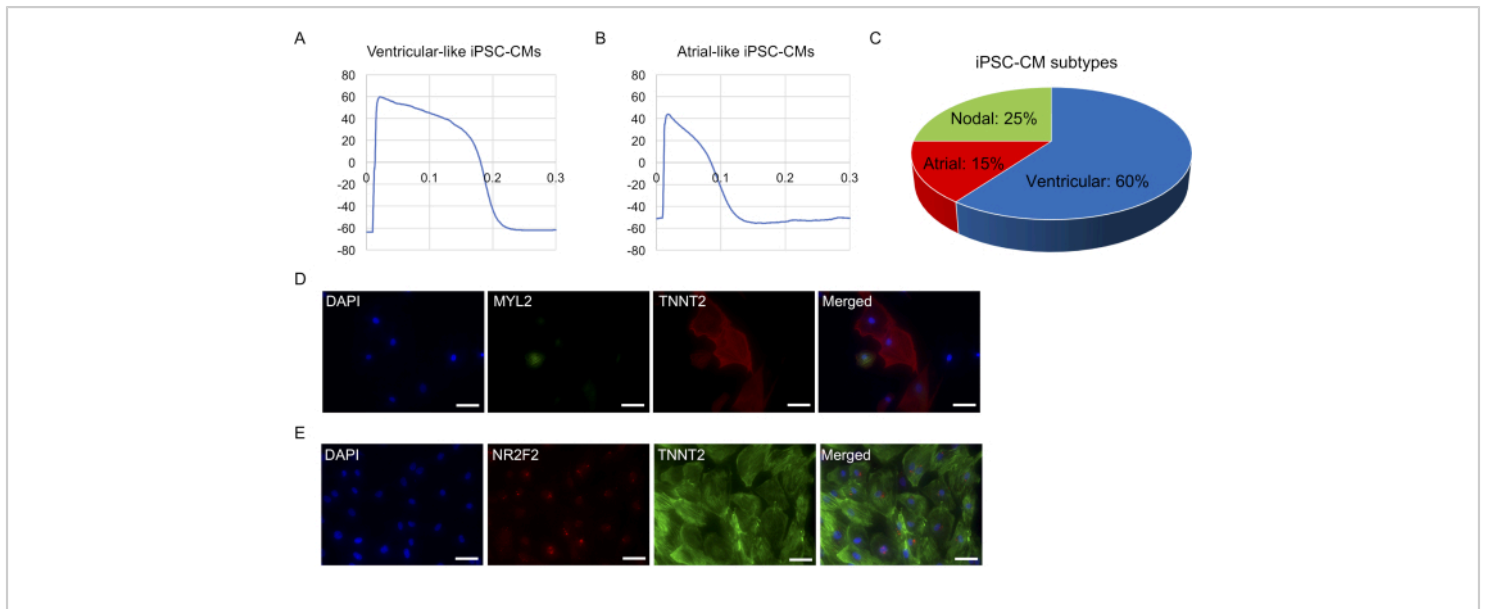 A
Ventricular-like iPSC-CMs
80
60
40
20
0
-20
-40
-60
-80
0
0.1
0.2
0.3
B
Atrial-like iPSC-CMs
80
60
40
20
0
-20
-40
-60
-80
0
0.1
0.2
0.3
C
iPSC-CM subtypes
Nodal: 25%
Atrial: 15%
Ventricular: 60%
D
DAPI
MYL2
TNNT2
Merged
E
DAPI
NR2F2
TNNT2
Merged